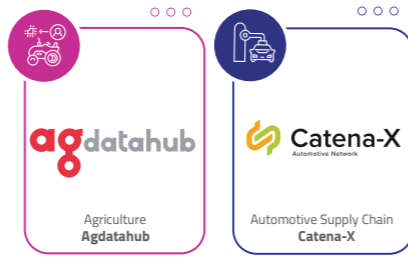 agdatahub
Agriculture
Agdatahub
Catena-X
Automotive Network
Automotive Supply Chain
Catena-X